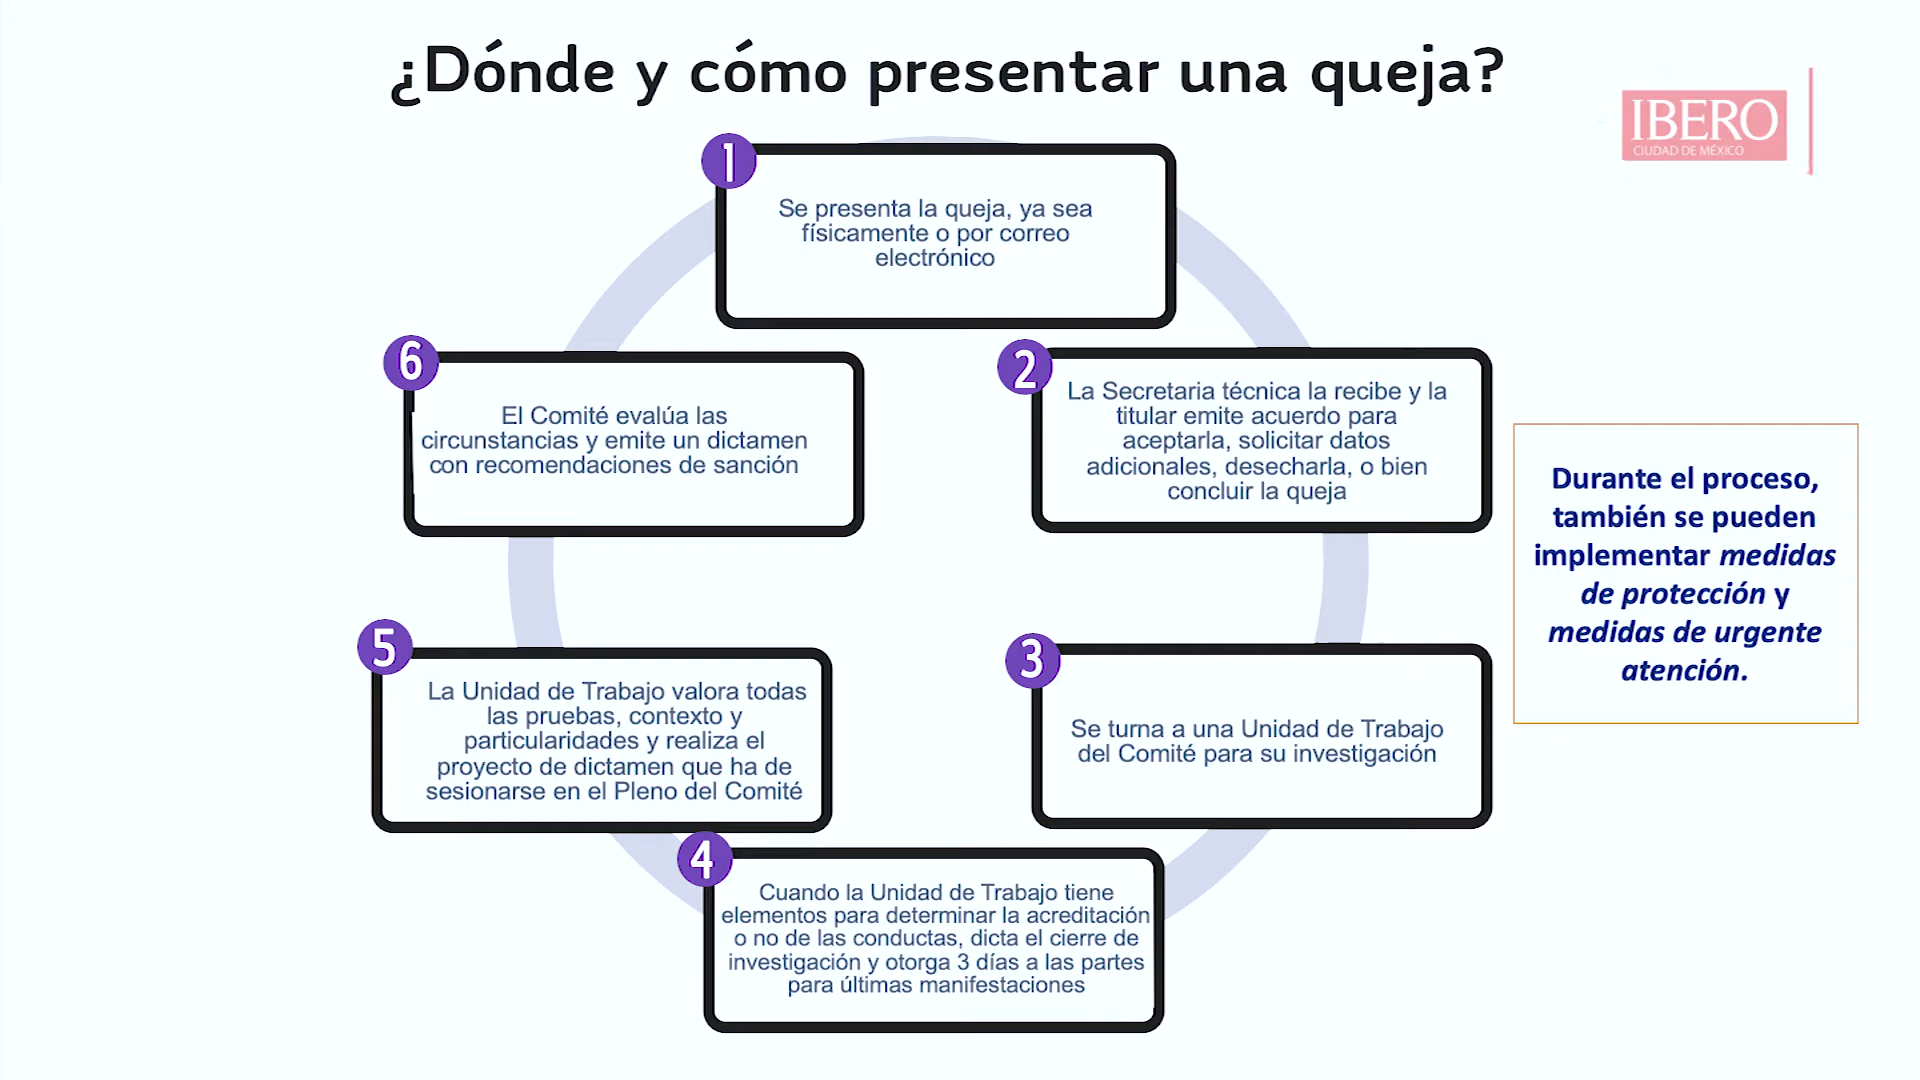 ¿Dónde y cómo presentar una queja?
IBERO
CIUDAD DE MÉXICO
1
Se presenta la queja, ya sea
físicamente o por correo
electrónico
2
La Secretaria técnica la recibe y la
titular emite acuerdo para
aceptarla, solicitar datos
adicionales, desecharla, o bien
concluir la queja
3
Se turna a una Unidad de Trabajo
del Comité para su investigación
4
Cuando la Unidad de Trabajo tiene
elementos para determinar la acreditación
o no de las conductas, dicta el cierre de
investigación y otorga 3 días a las partes
para últimas manifestaciones
5
La Unidad de Trabajo valora todas
las pruebas, contexto y
particularidades y realiza el
proyecto de dictamen que ha de
sesionarse en el Pleno del Comité
6
El Comité evalúa las
circunstancias y emite un dictamen
con recomendaciones de sanción
Durante el proceso,
también se pueden
implementar medidas
de protección y
medidas de urgente
atención.